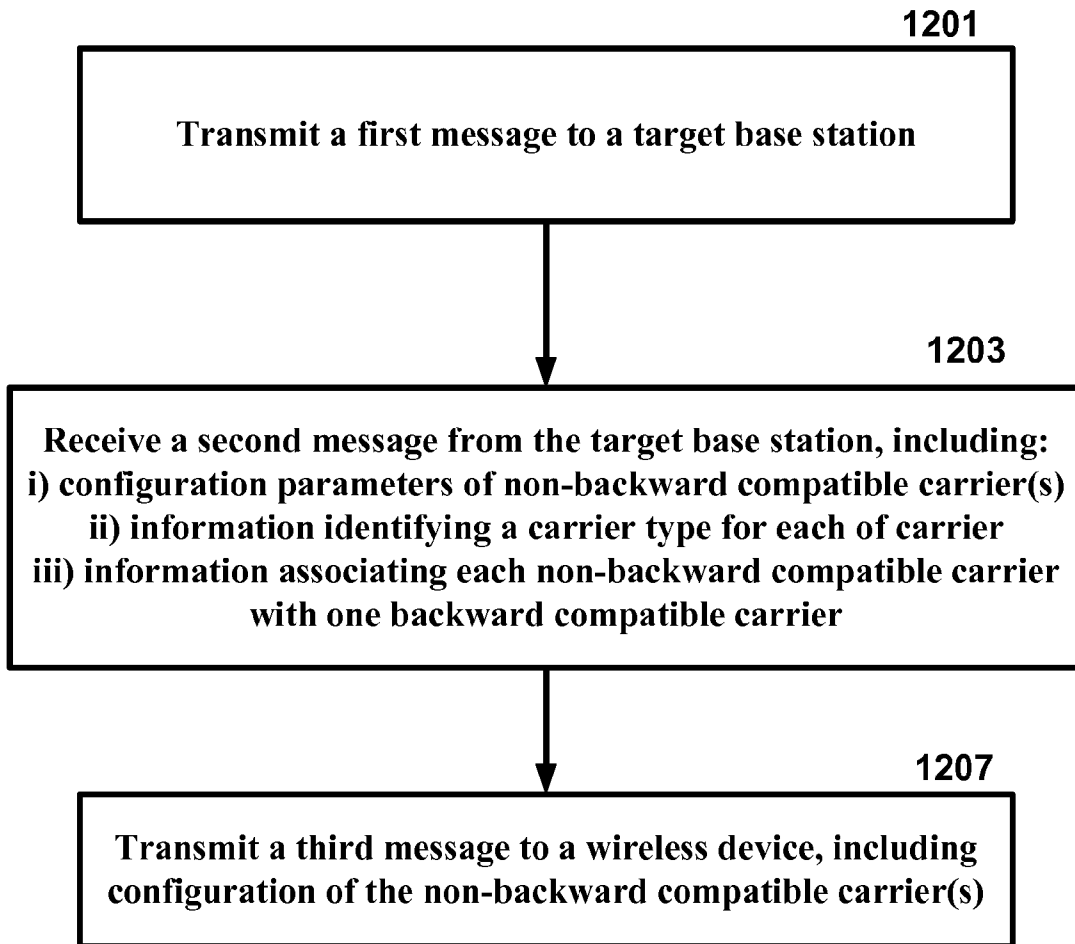 1201
Transmit a first message to a target base station
1203
Receive a second message from the target base station, including:
i) configuration parameters of non-backward compatible carrier(s)
ii) information identifying a carrier type for each of carrier
iii) information associating each non-backward compatible carrier
with one backward compatible carrier
1207
Transmit a third message to a wireless device, including
configuration of the non-backward compatible carrier(s)